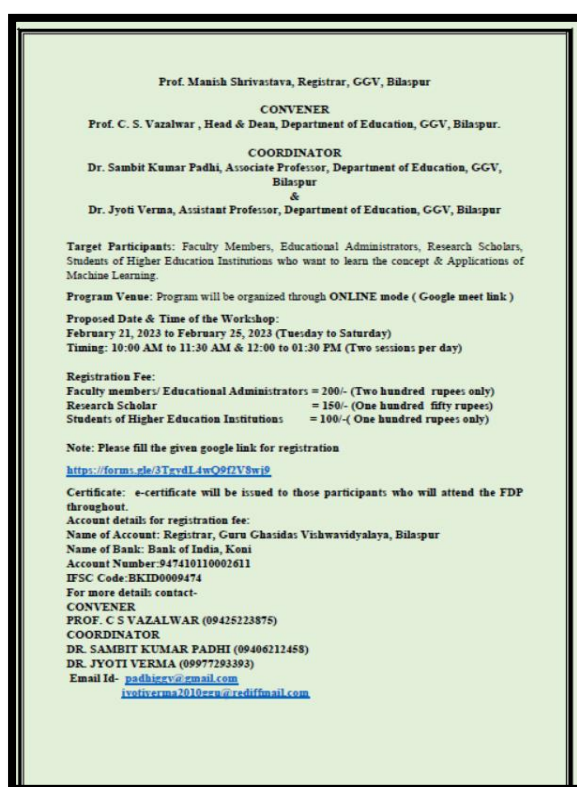 Prof. Manish Shrivastava, Registrar, GGV, Bilaspur
CONVENER
Prof. C. S. Vazalwar , Head & Dean, Department of Education, GGV, Bilaspur.
COORDINATOR
Dr. Sambit Kumar Padhi, Associate Professor, Department of Education, GGV,
Bilaspur
&
Dr. Jyoti Verma, Assistant Professor, Department of Education, GGV, Bilaspur
Target Participants: Faculty Members, Educational Administrators, Research Scholars,
Students of Higher Education Institutions who want to learn the concept & Applications of
Machine Learning.
Program Venue: Program will be organized through ONLINE mode ( Google meet link )
Proposed Date & Time of the Workshop:
February 21, 2023 to February 25, 2023 (Tuesday to Saturday)
Timing: 10:00 AM to 11:30 AM & 12:00 to 01:30 PM (Two sessions per day)
Registration Fee:
Faculty members/ Educational Administrators = 200/- (Two hundred rupees only)
Research Scholar = 150/- (One hundred fifty rupees)
Students of Higher Education Institutions = 100/-( One hundred rupees only)
Note: Please fill the given google link for registration
https://forms.gle/3TgvdL4wQ9f2V8wj9
Certificate: e-certificate will be issued to those participants who will attend the FDP
throughout.
Account details for registration fee:
Name of Account: Registrar, Guru Ghasidas Vishwavidyalaya, Bilaspur
Name of Bank: Bank of India, Koni
Account Number:947410110002611
IFSC Code:BKID0009474
For more details contact-
CONVENER
PROF. C S VAZALWAR (09425223875)
COORDINATOR
DR. SAMBIT KUMAR PADHI (09406212458)
DR. JYOTI VERMA (09977293393)
Email Id- padhiggv@gmail.com
jyotiverma2010ggu@rediffmail.com